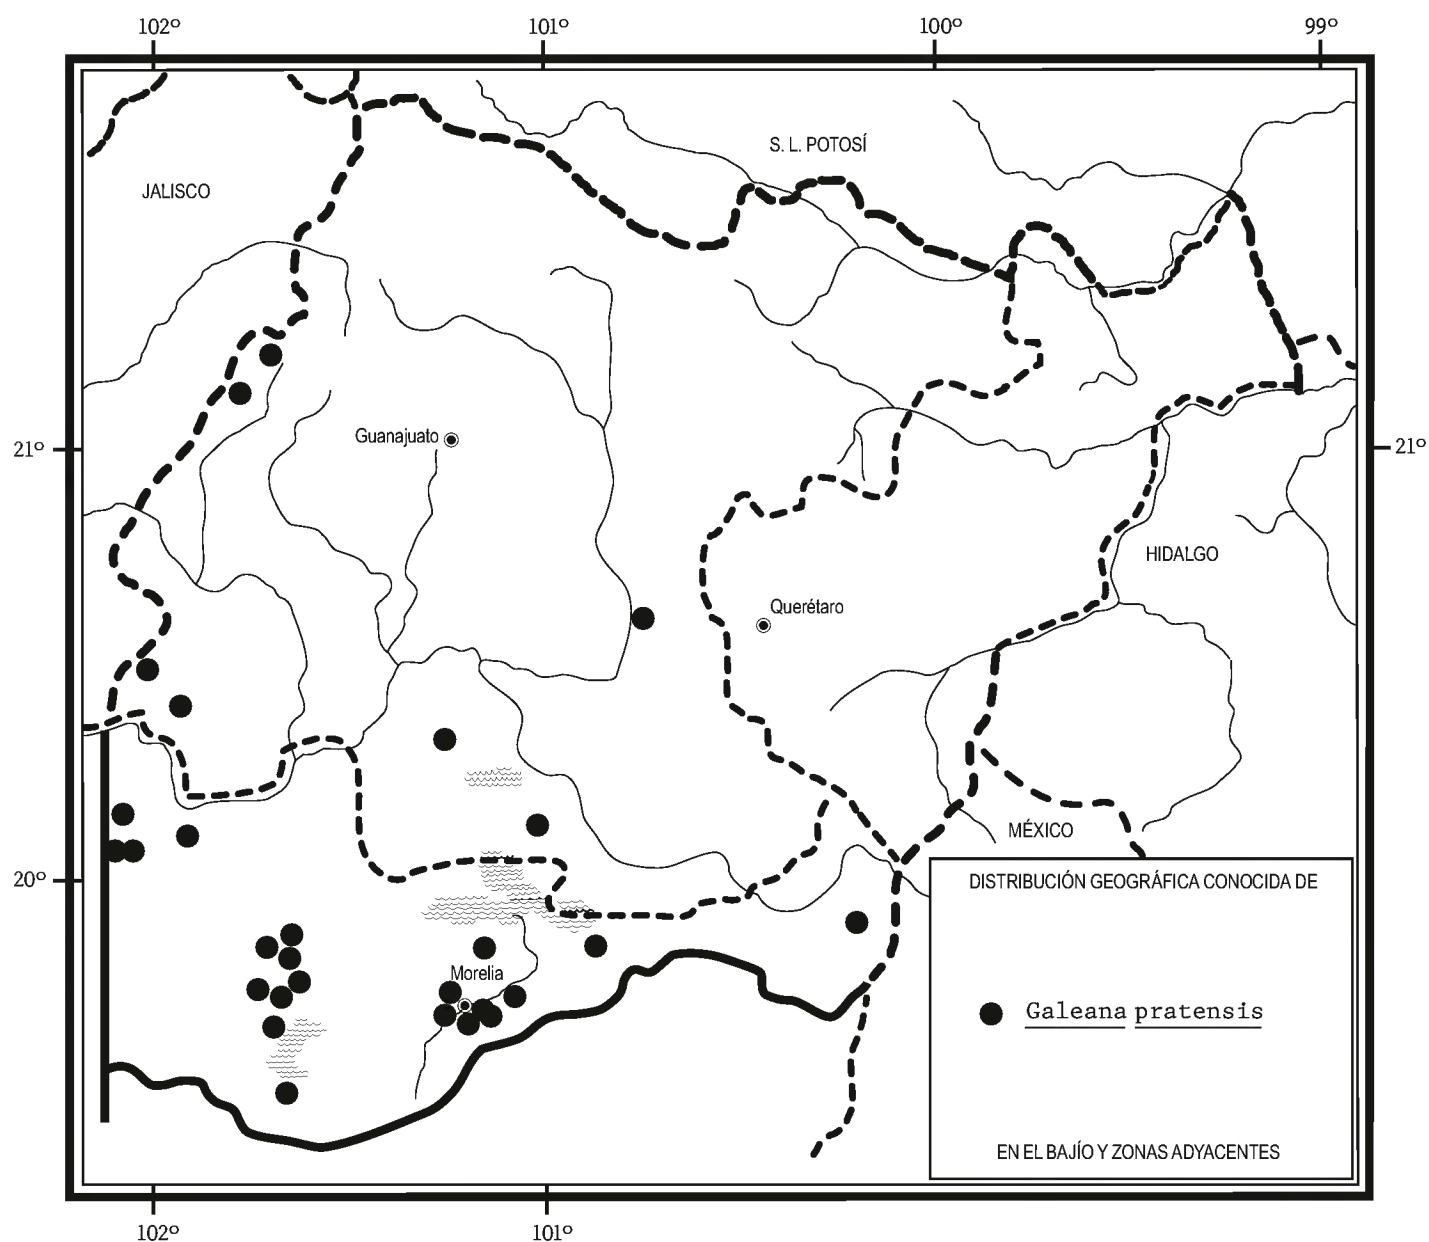 102º 101º 100º 99º
S. L. POTOSÍ
JALISCO
Guanajuato
21º 21º
HIDALGO
Querétaro
MÉXICO
20º
DISTRIBUCIÓN GEOGRÁFICA CONOCIDA DE
Morelia
Galeana pratensis
EN EL BAJÍO Y ZONAS ADYACENTES
102º 101º